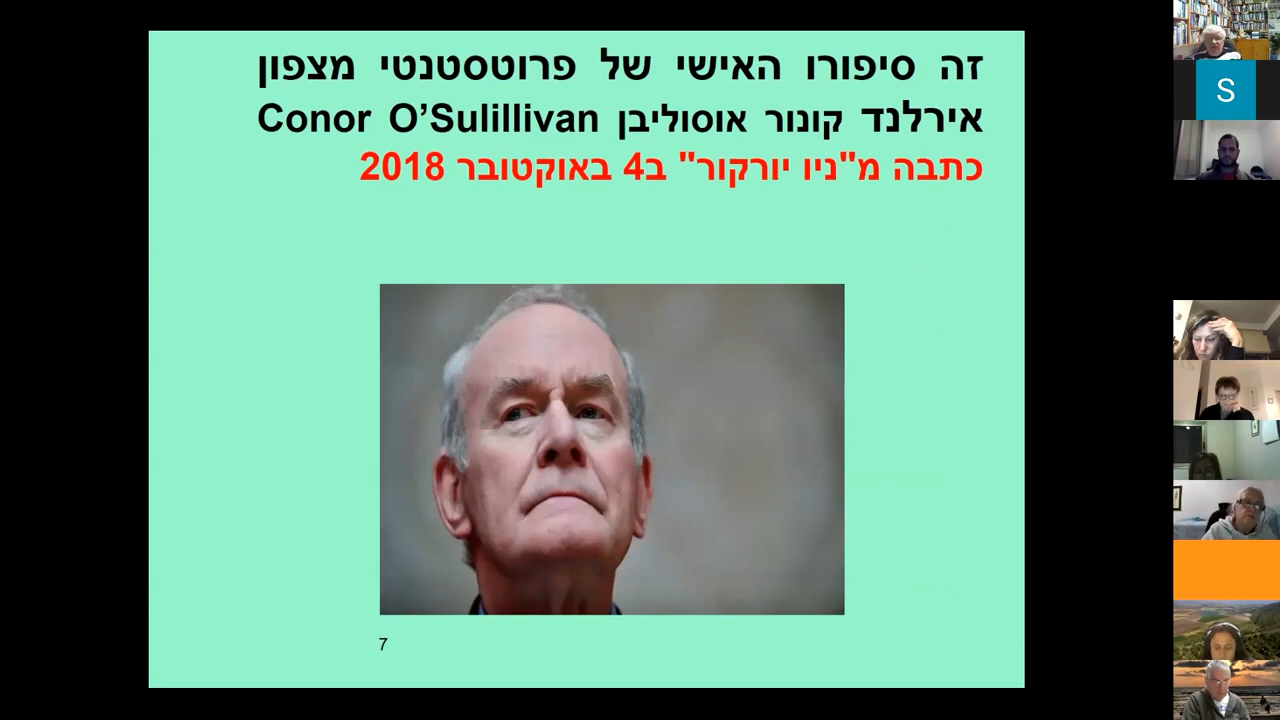 זה סיפורו האישי של פרוטסטנטי מצפון
אירלנד קונור אוסוליבן Conor O’Sulillivan
כתבה מ"ניו יורקור" ב4 באוקטובר 2018
7
S